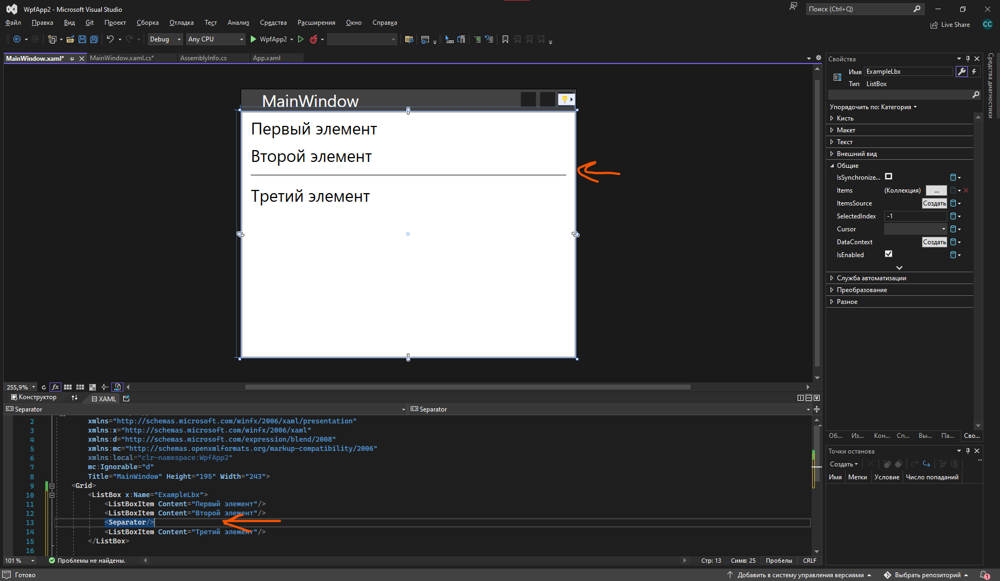 WpfApp2 - Microsoft Visual Studio
Поиск (Ctrl+Q)
Файл Правка Вид Git Проект Сборка Отладка Тест Анализ Средства Расширения Окно Справка
Live Share CC
Debug Any CPU WpfApp2
MainWindow.xaml* MainWindow.xaml.cs* AssemblyInfo.cs App.xaml
MainWindow
Первый элемент
Второй элемент
Третий элемент
255,9% fx
Конструктор XAML
Separator Separator
2 xmlns="http://schemas.microsoft.com/winfx/2006/xaml/presentation"
3 xmlns:x="http://schemas.microsoft.com/winfx/2006/xaml"
4 xmlns:d="http://schemas.microsoft.com/expression/blend/2008"
5 xmlns:mc="http://schemas.openxmlformats.org/markup-compatibility/2006"
6 xmlns:local="clr-namespace:WpfApp2"
7 mc:Ignorable="d"
8 Title="MainWindow" Height="195" Width="243">
9 <Grid>
10 <ListBox x:Name="ExampleLbx">
11 <ListBoxItem Content="Первый элемент"/>
12 <ListBoxItem Content="Второй элемент"/>
13 <Separator/>
14 <ListBoxItem Content="Третий элемент"/>
15 </ListBox>
16
101 % Проблемы не найдены. Стр: 13 Симв: 25 Пробелы CRLF
Свойства
Имя ExampleLbx
Тип ListBox
Упорядочить по: Категория
Кисть
Макет
Текст
Внешний вид
Общие
IsSynchronize...
Items (Коллекция) ...
ItemsSource Создать
SelectedIndex -1
Cursor
DataContext Создать
IsEnabled
Служба автоматизации
Преобразование
Разное
Об... Из... Кон... Сп... Вы... Па... Сво...
Точки останова
Создать
Имя Метки Условие Число попаданий
Средства диагностики
Готово Добавить в систему управления версиями Выбрать репозиторий 1